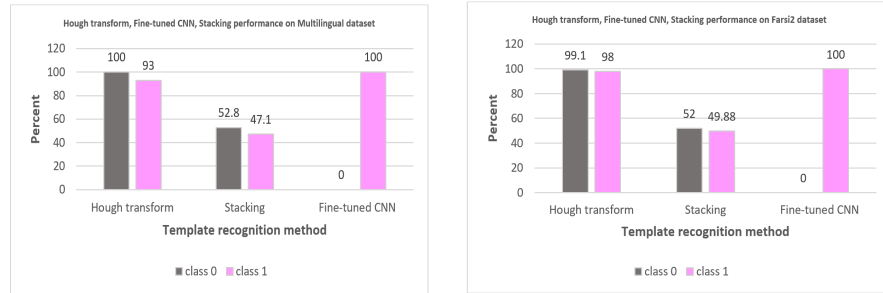 Hough transform, Fine-tuned CNN, Stacking performance on Multilingual dataset
120
100
80
60
40
20
0
Percent
100
93
52.8
47.1
0
100
Hough transform
Stacking
Fine-tuned CNN
Template recognition method
class 0
class 1
Hough transform, Fine-tuned CNN, Stacking performance on Farsi2 dataset
120
100
80
60
40
20
0
Percent
99.1
98
52
49.88
0
100
Hough transform
Stacking
Fine-tuned CNN
Template recognition method
class 0
class 1